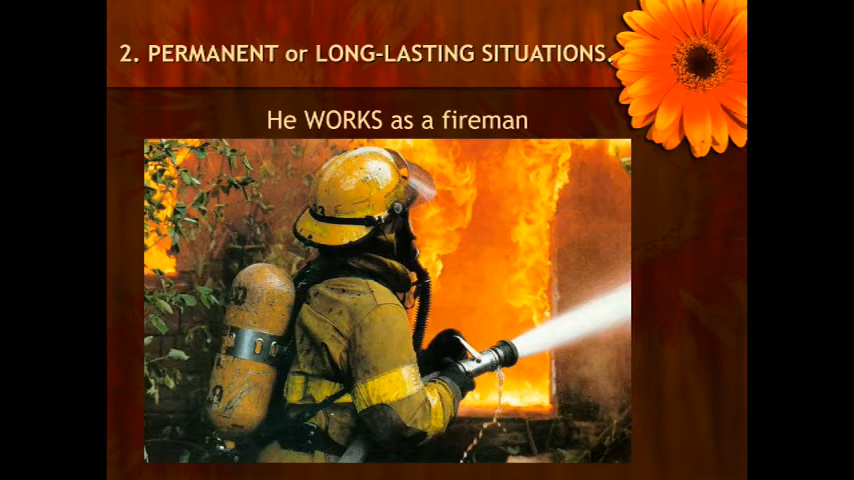 2. PERMANENT or LONG-LASTING SITUATIONS.
He WORKS as a fireman